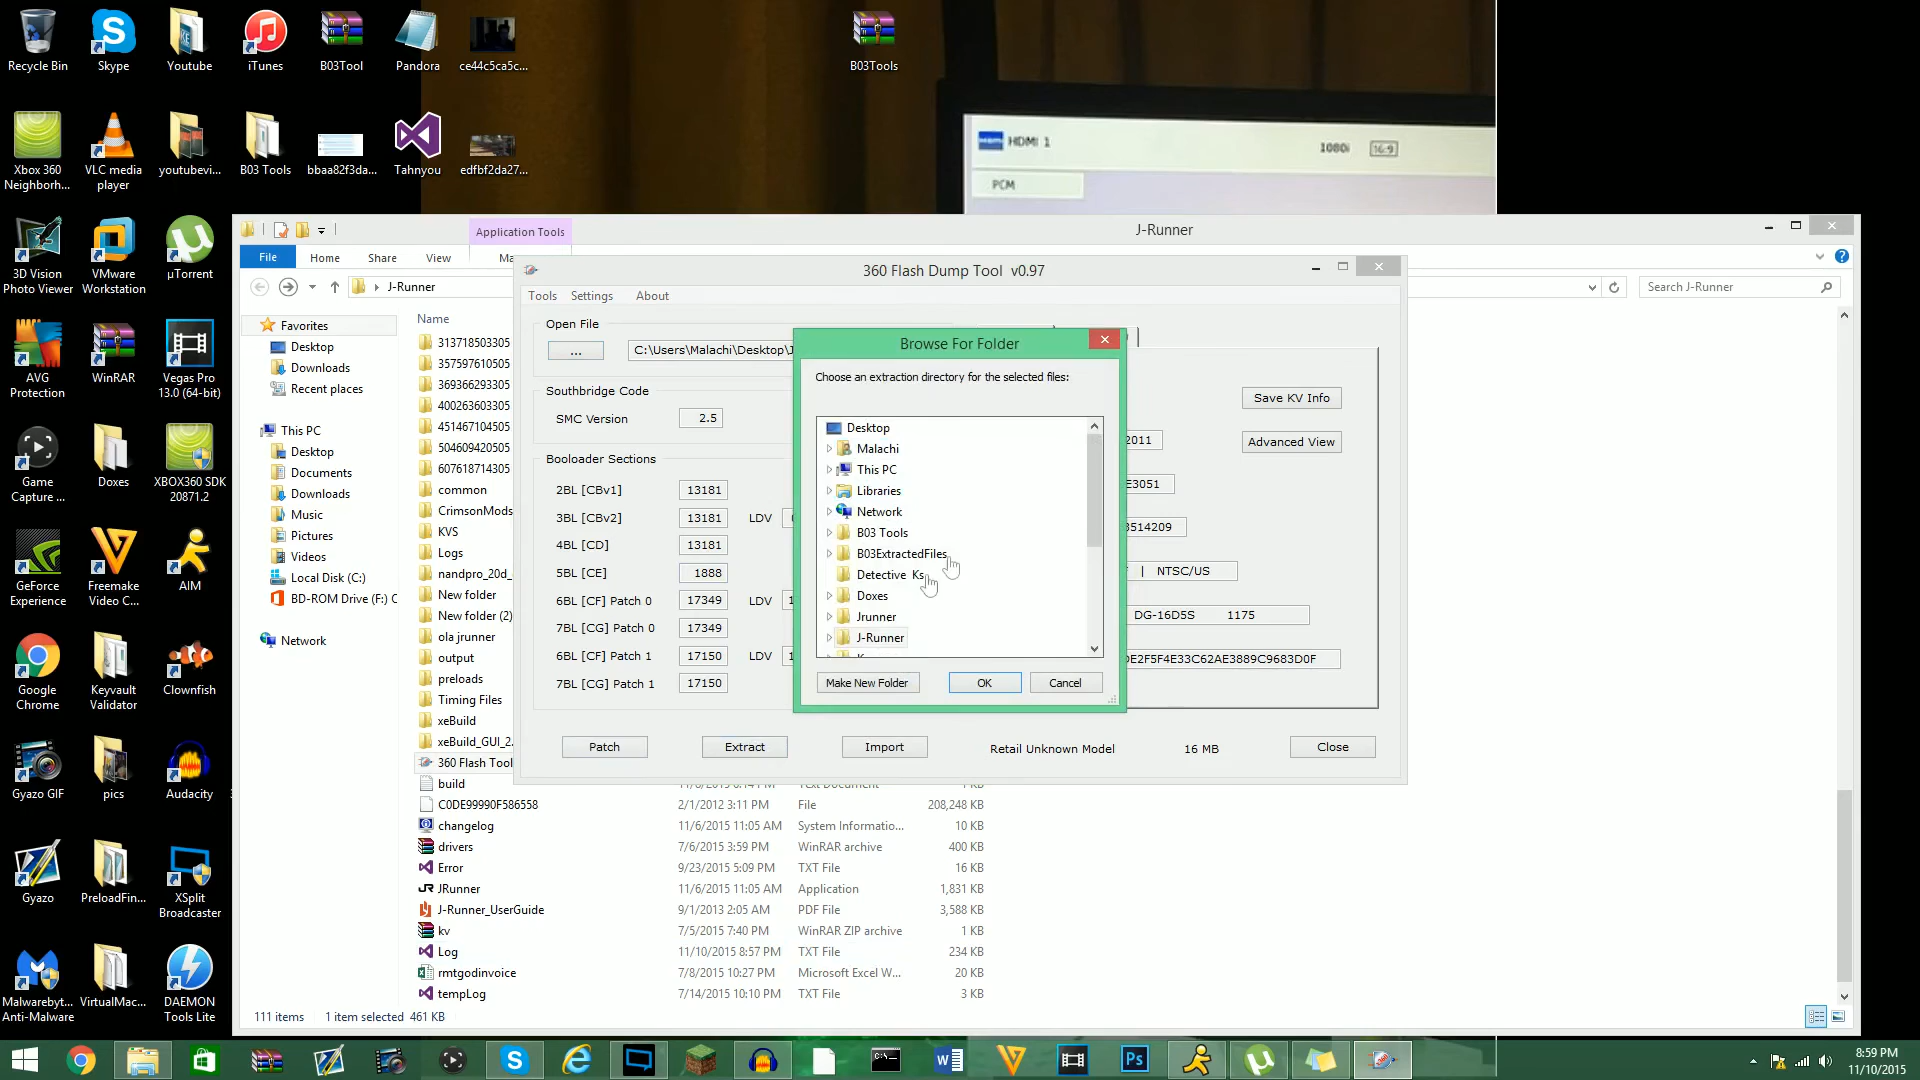 Recycle Bin
Skype
Youtube
iTunes
B03Tool
Pandora
ce44c5ca5c...
B03Tools
Xbox 360
Neighborh...
VLC media
player
youtubevi...
B03 Tools
bbaa82f3da...
Tahnyou
edfbf2da27...
HDMI 1
1080i
16:9
PCM
3D Vision
Photo Viewer
VMware
Workstation
µTorrent
AVG
Protection
WinRAR
Vegas Pro
13.0 (64-bit)
Game
Capture ...
Doxes
XBOX360 SDK
20871.2
GeForce
Experience
Freemake
Video C...
AIM
Google
Chrome
Keyvault
Validator
Clownfish
Gyazo GIF
pics
Audacity
Gyazo
PreloadFin...
XSplit
Broadcaster
Malwarebyt...
Anti-Malware
VirtualMac...
DAEMON
Tools Lite
Application Tools
J-Runner
File
Home
Share
View
J-Runner
Search J-Runner
Favorites
Desktop
Downloads
Recent places
This PC
Desktop
Documents
Downloads
Music
Pictures
Videos
Local Disk (C:)
BD-ROM Drive (F:) C
Network
Name
313718503305
357597610505
369366293305
400263603305
451467104505
504609420505
607618714305
common
CrimsonMods
KVS
Logs
nandpro_20d_
New folder
New folder (2)
ola jrunner
output
preloads
Timing Files
xeBuild
xeBuild_GUI_2.
360 Flash Tool
build
C0DE99990F586558 2/1/2012 3:11 PM File 208,248 KB
changelog 11/6/2015 11:05 AM System Informatio... 10 KB
drivers 7/6/2015 3:59 PM WinRAR archive 400 KB
Error 9/23/2015 5:09 PM TXT File 16 KB
JRunner 11/6/2015 11:05 AM Application 1,831 KB
J-Runner_UserGuide 9/1/2013 2:05 AM PDF File 3,588 KB
kv 7/5/2015 7:40 PM WinRAR ZIP archive 1 KB
Log 11/10/2015 8:57 PM TXT File 234 KB
rmtgodinvoice 7/8/2015 10:27 PM Microsoft Excel W... 20 KB
tempLog 7/14/2015 10:10 PM TXT File 3 KB
111 items 1 item selected 461 KB
360 Flash Dump Tool v0.97
Tools Settings About
Open File
...
C:\Users\Malachi\Desktop\
Southbridge Code
SMC Version 2.5
Booloader Sections
2BL [CBv1] 13181
3BL [CBv2] 13181 LDV
4BL [CD] 13181
5BL [CE] 1888
6BL [CF] Patch 0 17349 LDV 1
7BL [CG] Patch 0 17349
6BL [CF] Patch 1 17150 LDV 1
7BL [CG] Patch 1 17150
Save KV Info
Advanced View
2011
E3051
3514209
| NTSC/US
DG-16D5S 1175
DE2F5F4E33C62AE3889C9683D0F
Patch
Extract
Import
Retail Unknown Model
16 MB
Close
Browse For Folder
Choose an extraction directory for the selected files:
Desktop
Malachi
This PC
Libraries
Network
B03 Tools
B03ExtractedFiles
Detective Ks
Doxes
Jrunner
J-Runner
Make New Folder
OK
Cancel
8:59 PM
11/10/2015